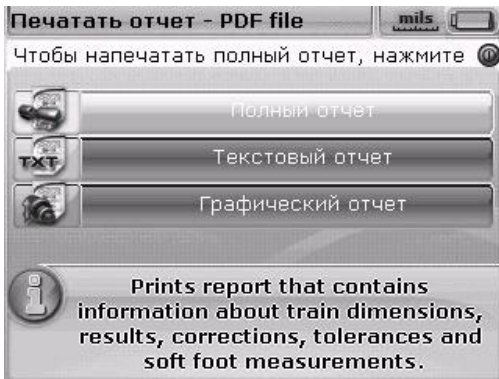 Печатать отчет - PDF file
mils
Чтобы напечатать полный отчет, нажмите
Полный отчет
TXT
Текстовый отчет
Графический отчет
Prints report that contains
information about train dimensions,
results, corrections, tolerances and
soft foot measurements.